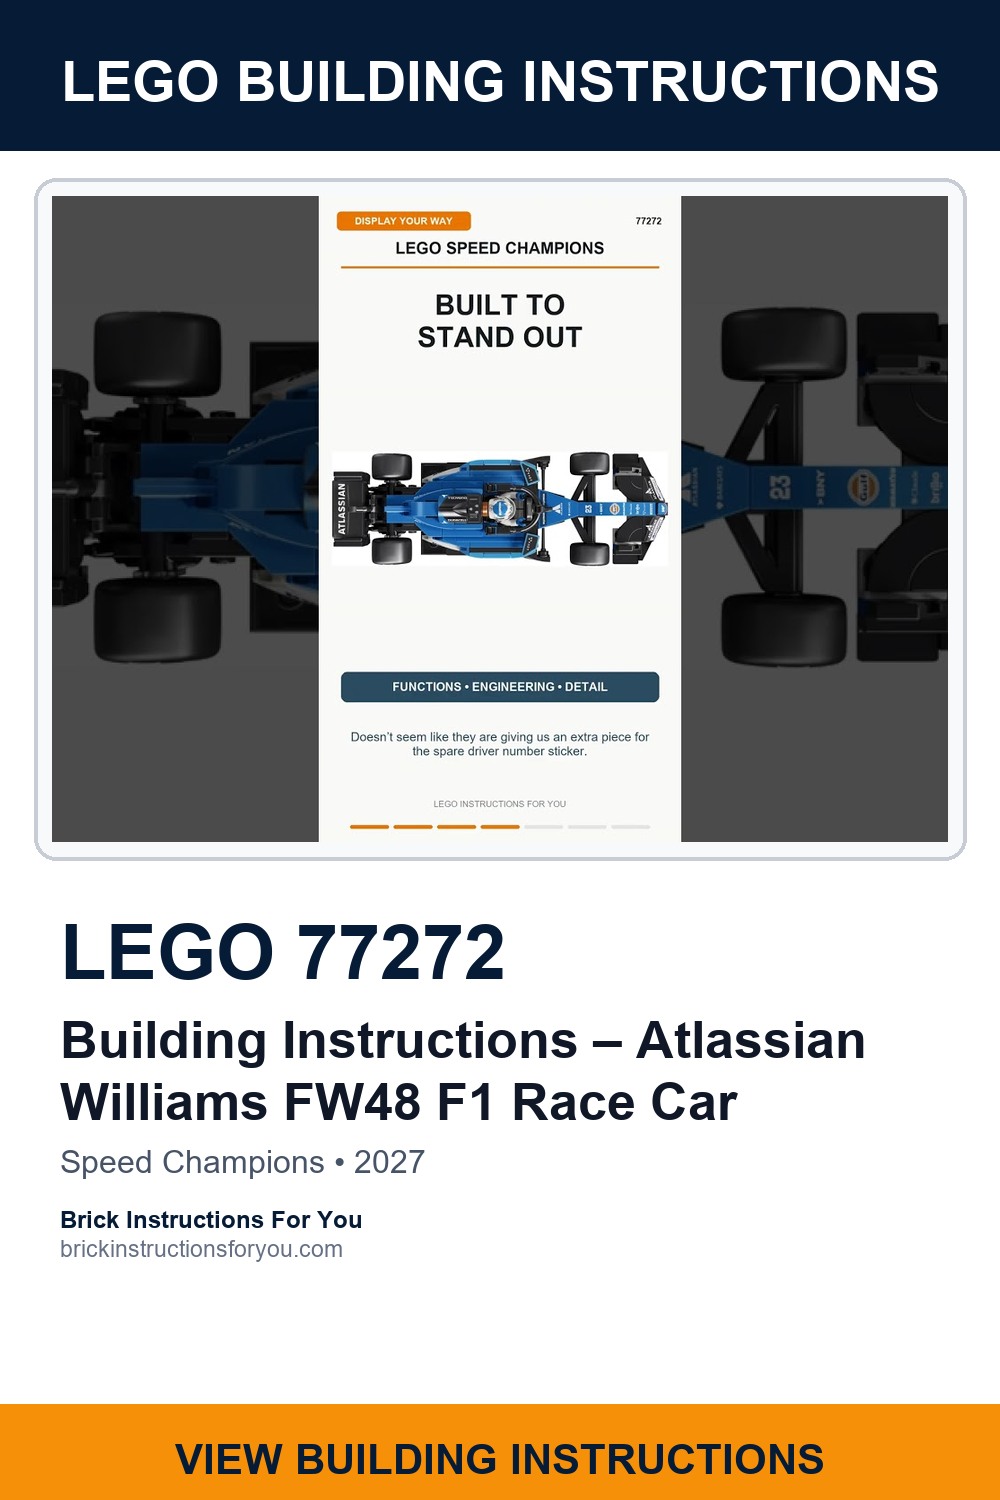 LEGO BUILDING INSTRUCTIONS
DISPLAY YOUR WAY
77272
LEGO SPEED CHAMPIONS
BUILT TO
STAND OUT
ATLASSIAN
23
23
BNY
Gulf
FUNCTIONS • ENGINEERING • DETAIL
Doesn’t seem like they are giving us an extra piece for
the spare driver number sticker.
LEGO INSTRUCTIONS FOR YOU
LEGO 77272
Building Instructions – Atlassian
Williams FW48 F1 Race Car
Speed Champions • 2027
Brick Instructions For You
brickinstructionsforyou.com
VIEW BUILDING INSTRUCTIONS